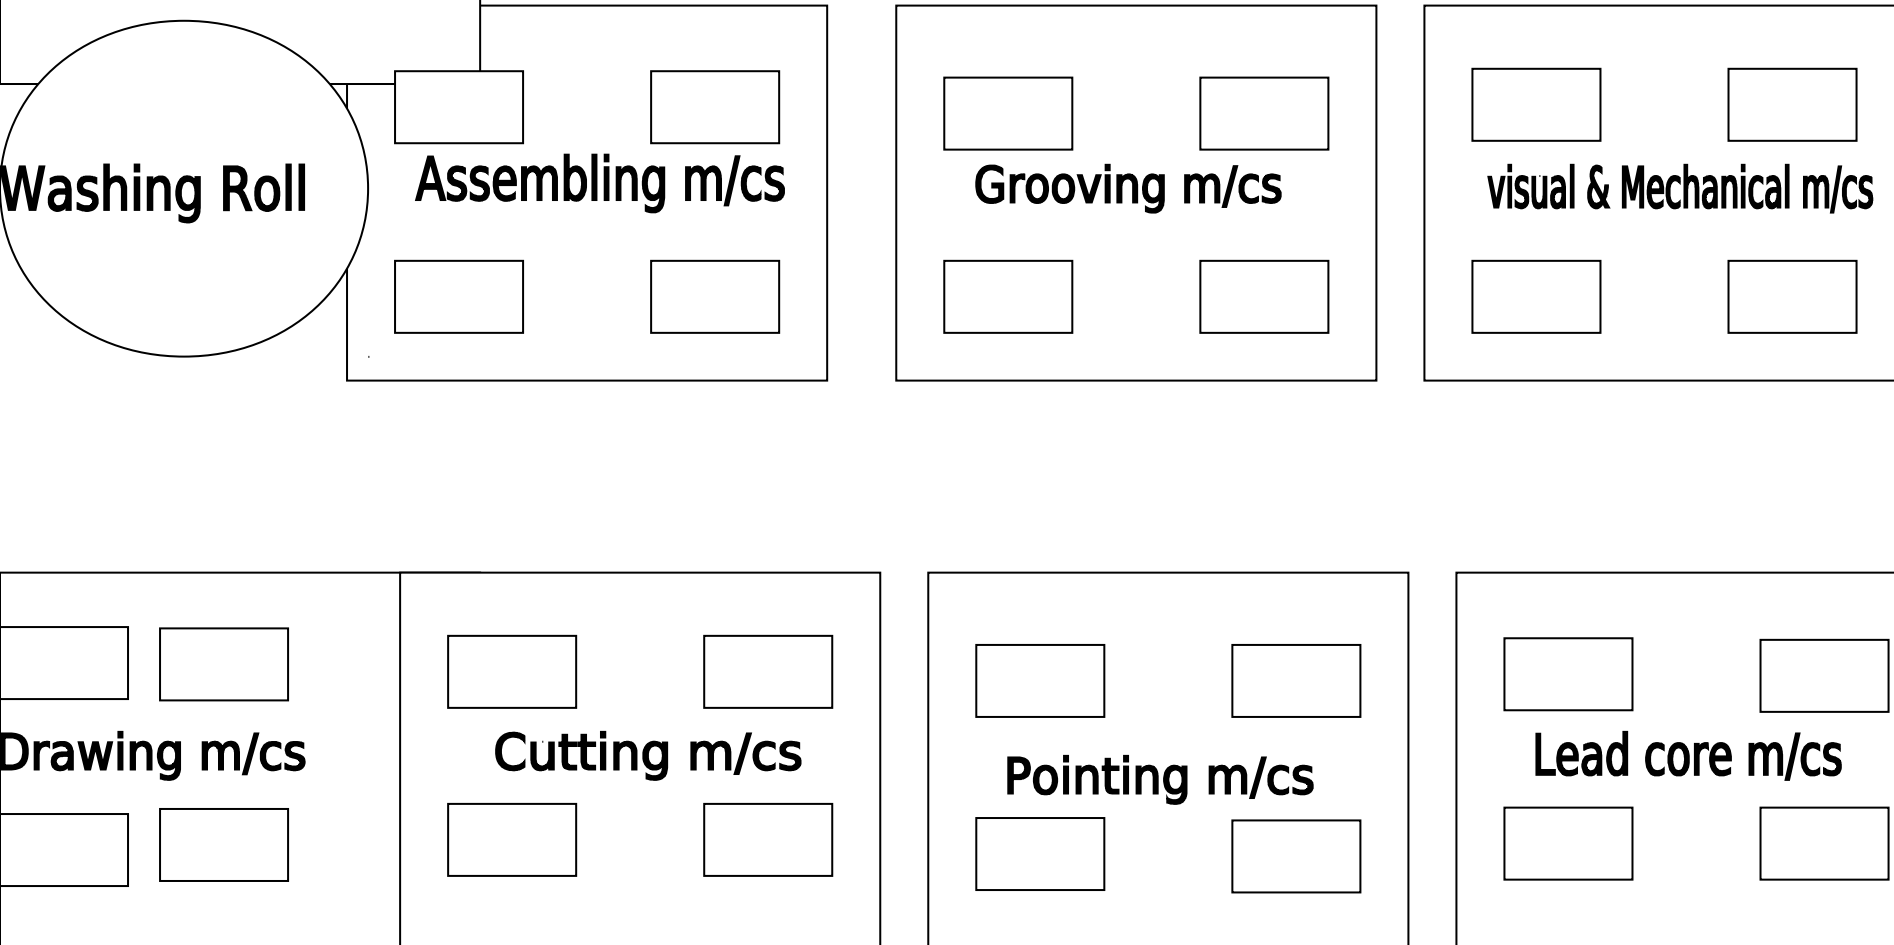 Washing Roll
Assembling m/cs
Grooving m/cs
visual & Mechanical m/cs
Drawing m/cs
Cutting m/cs
Pointing m/cs
Lead core m/cs